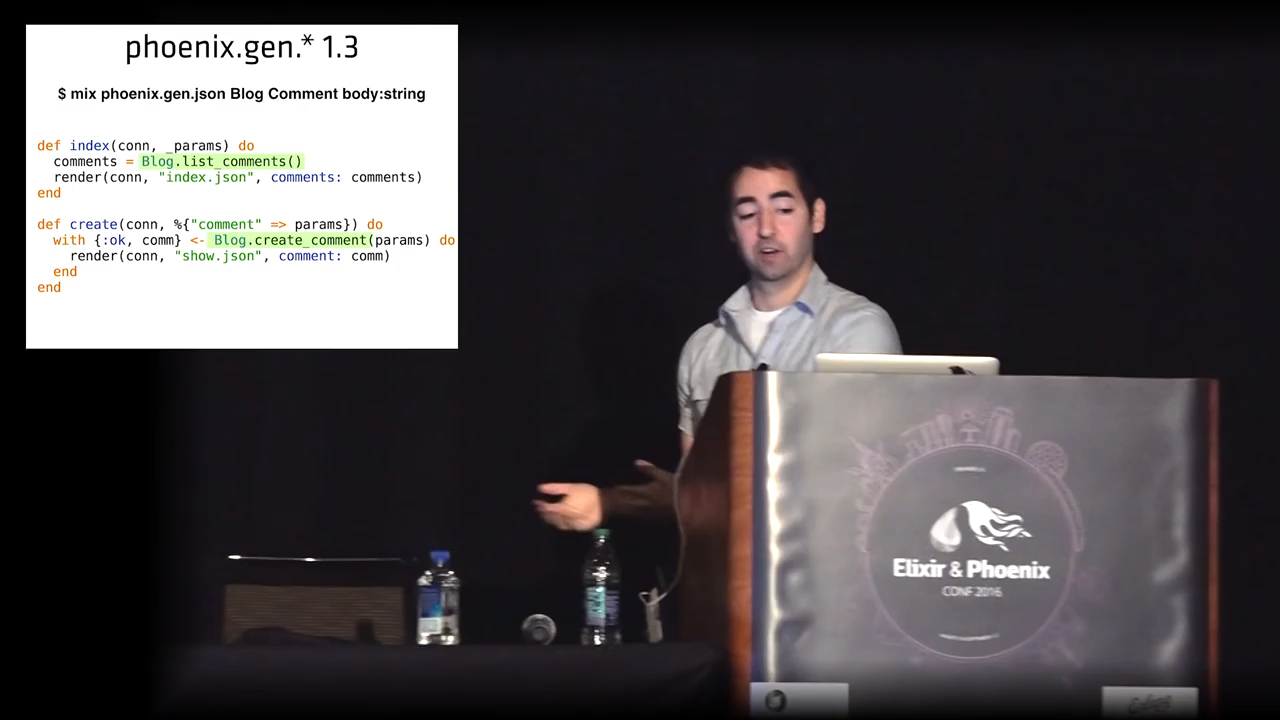 phoenix.gen.* 1.3
$ mix phoenix.gen.json Blog Comment body:string
def index(conn, _params) do
  comments = Blog.list_comments()
  render(conn, "index.json", comments: comments)
end
def create(conn, %{"comment" => params}) do
  with {:ok, comm} <- Blog.create_comment(params) do
    render(conn, "show.json", comment: comm)
  end
end
Elixir & Phoenix
CONF 2016